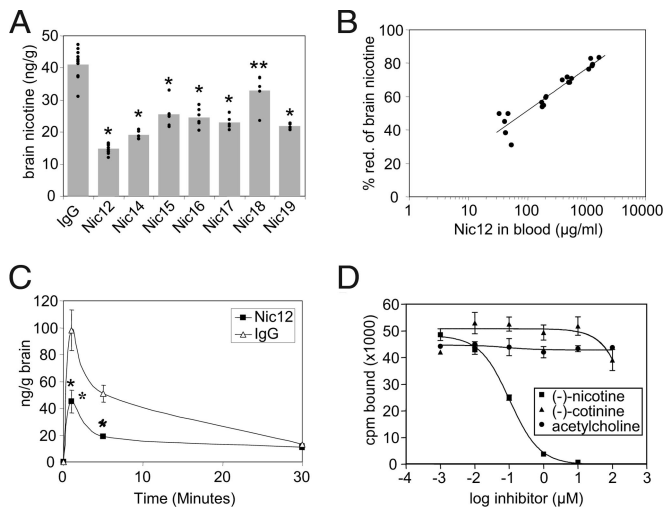 A
brain nicotine (ng/g)
50
40
30
20
10
0
*
*
*
*
*
**
*
IgG
Nic12
Nic14
Nic15
Nic16
Nic17
Nic18
Nic19
B
% red. of brain nicotine
100
80
60
40
20
0
1 10 100 1000 10000
Nic12 in blood (µg/ml)
C
ng/g brain
120
100
80
60
40
20
0
Nic12
IgG
*
*
*
0 10 20 30
Time (Minutes)
D
cpm bound (x1000)
60
50
40
30
20
10
0
(-)-nicotine
(-)-cotinine
acetylcholine
-3 -2 -1 0 1 2 3
log inhibitor (µM)